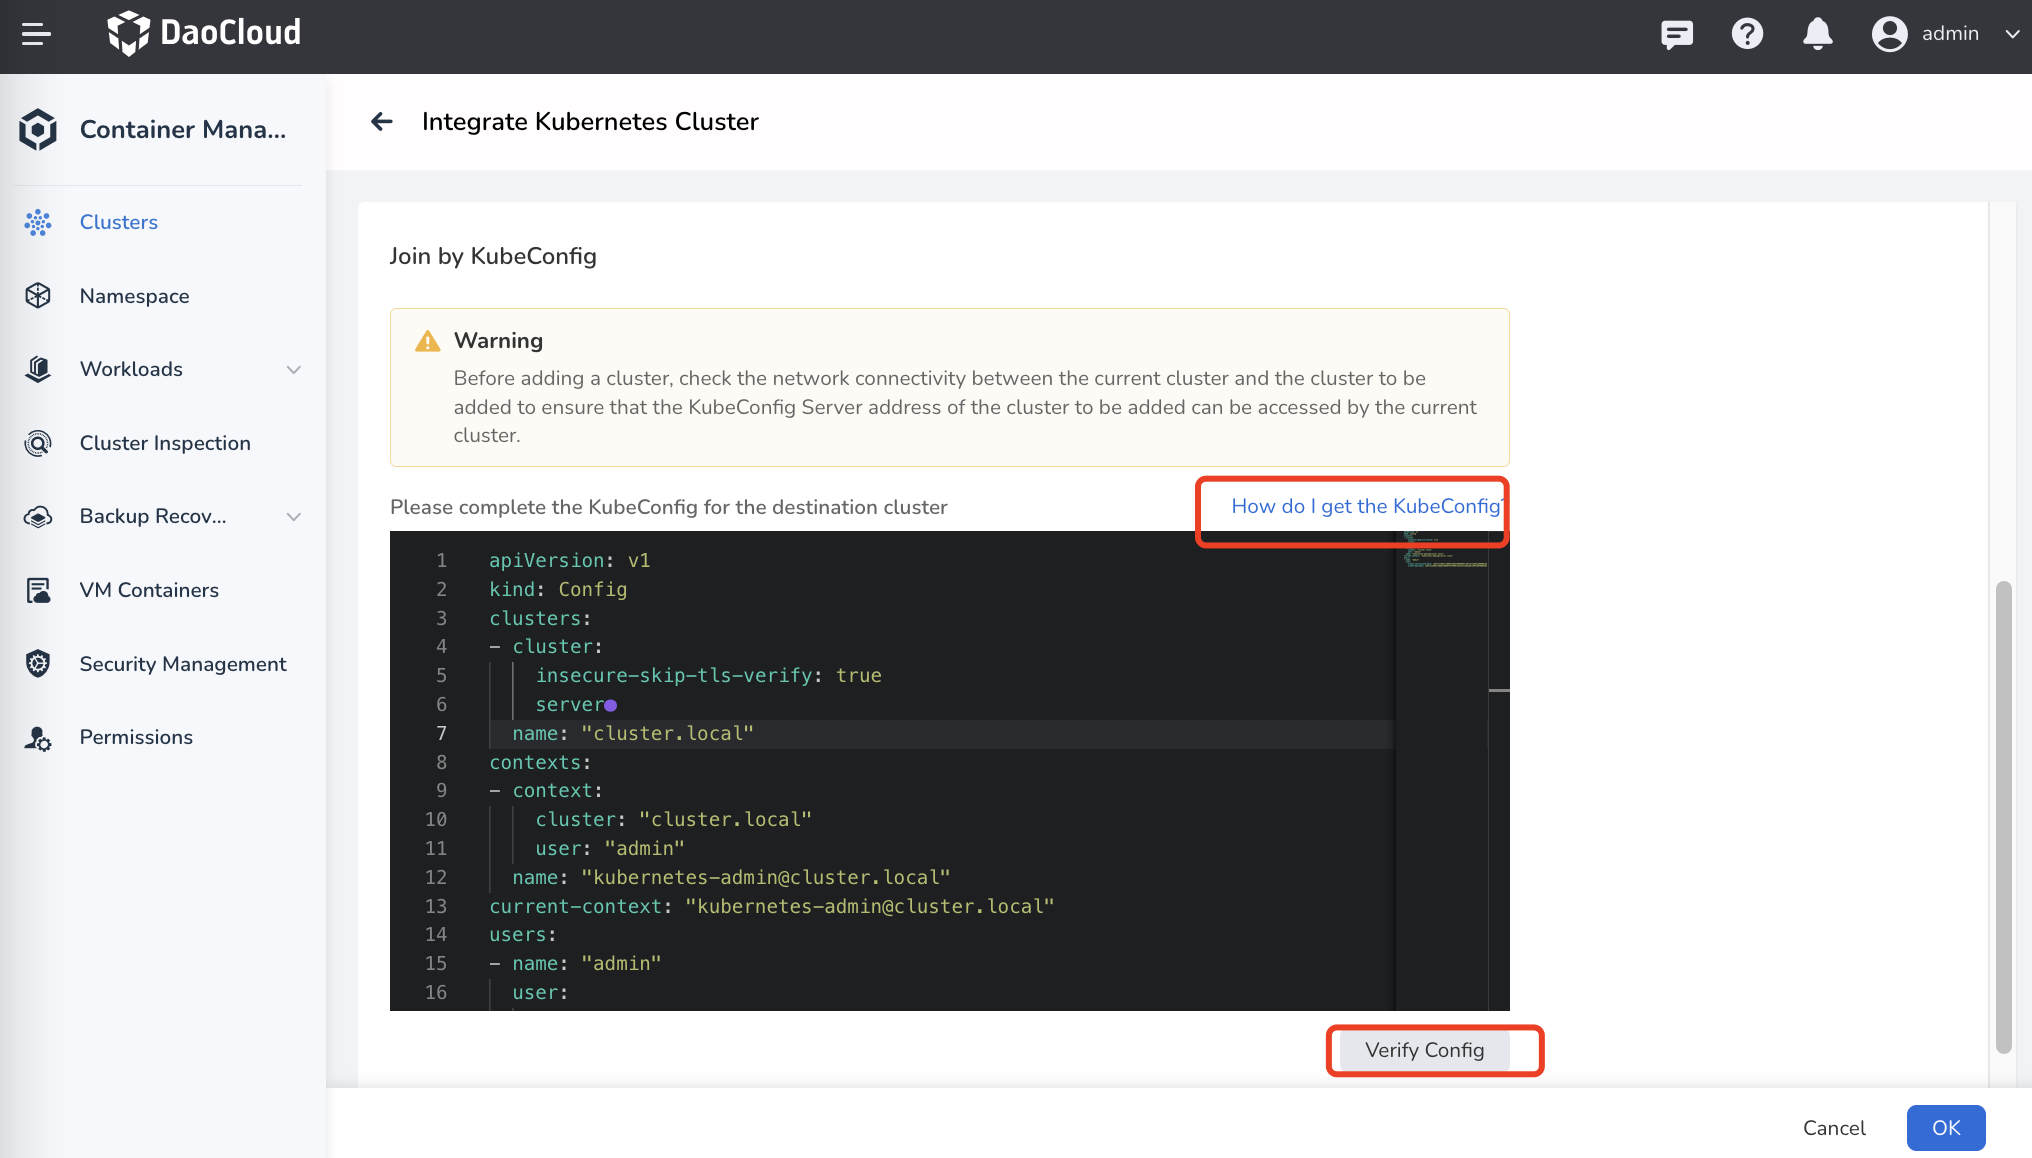 DaoCloud
admin
Container Mana...
Integrate Kubernetes Cluster
Clusters
Namespace
Workloads
Cluster Inspection
Backup Recov...
VM Containers
Security Management
Permissions
Join by KubeConfig
Warning
Before adding a cluster, check the network connectivity between the current cluster and the cluster to be
added to ensure that the KubeConfig Server address of the cluster to be added can be accessed by the current
cluster.
Please complete the KubeConfig for the destination cluster
How do I get the KubeConfig?
1 apiVersion: v1
2 kind: Config
3 clusters:
4 - cluster:
5 insecure-skip-tls-verify: true
6 server
7 name: "cluster.local"
8 contexts:
9 - context:
10 cluster: "cluster.local"
11 user: "admin"
12 name: "kubernetes-admin@cluster.local"
13 current-context: "kubernetes-admin@cluster.local"
14 users:
15 - name: "admin"
16 user:
Verify Config
Cancel
OK